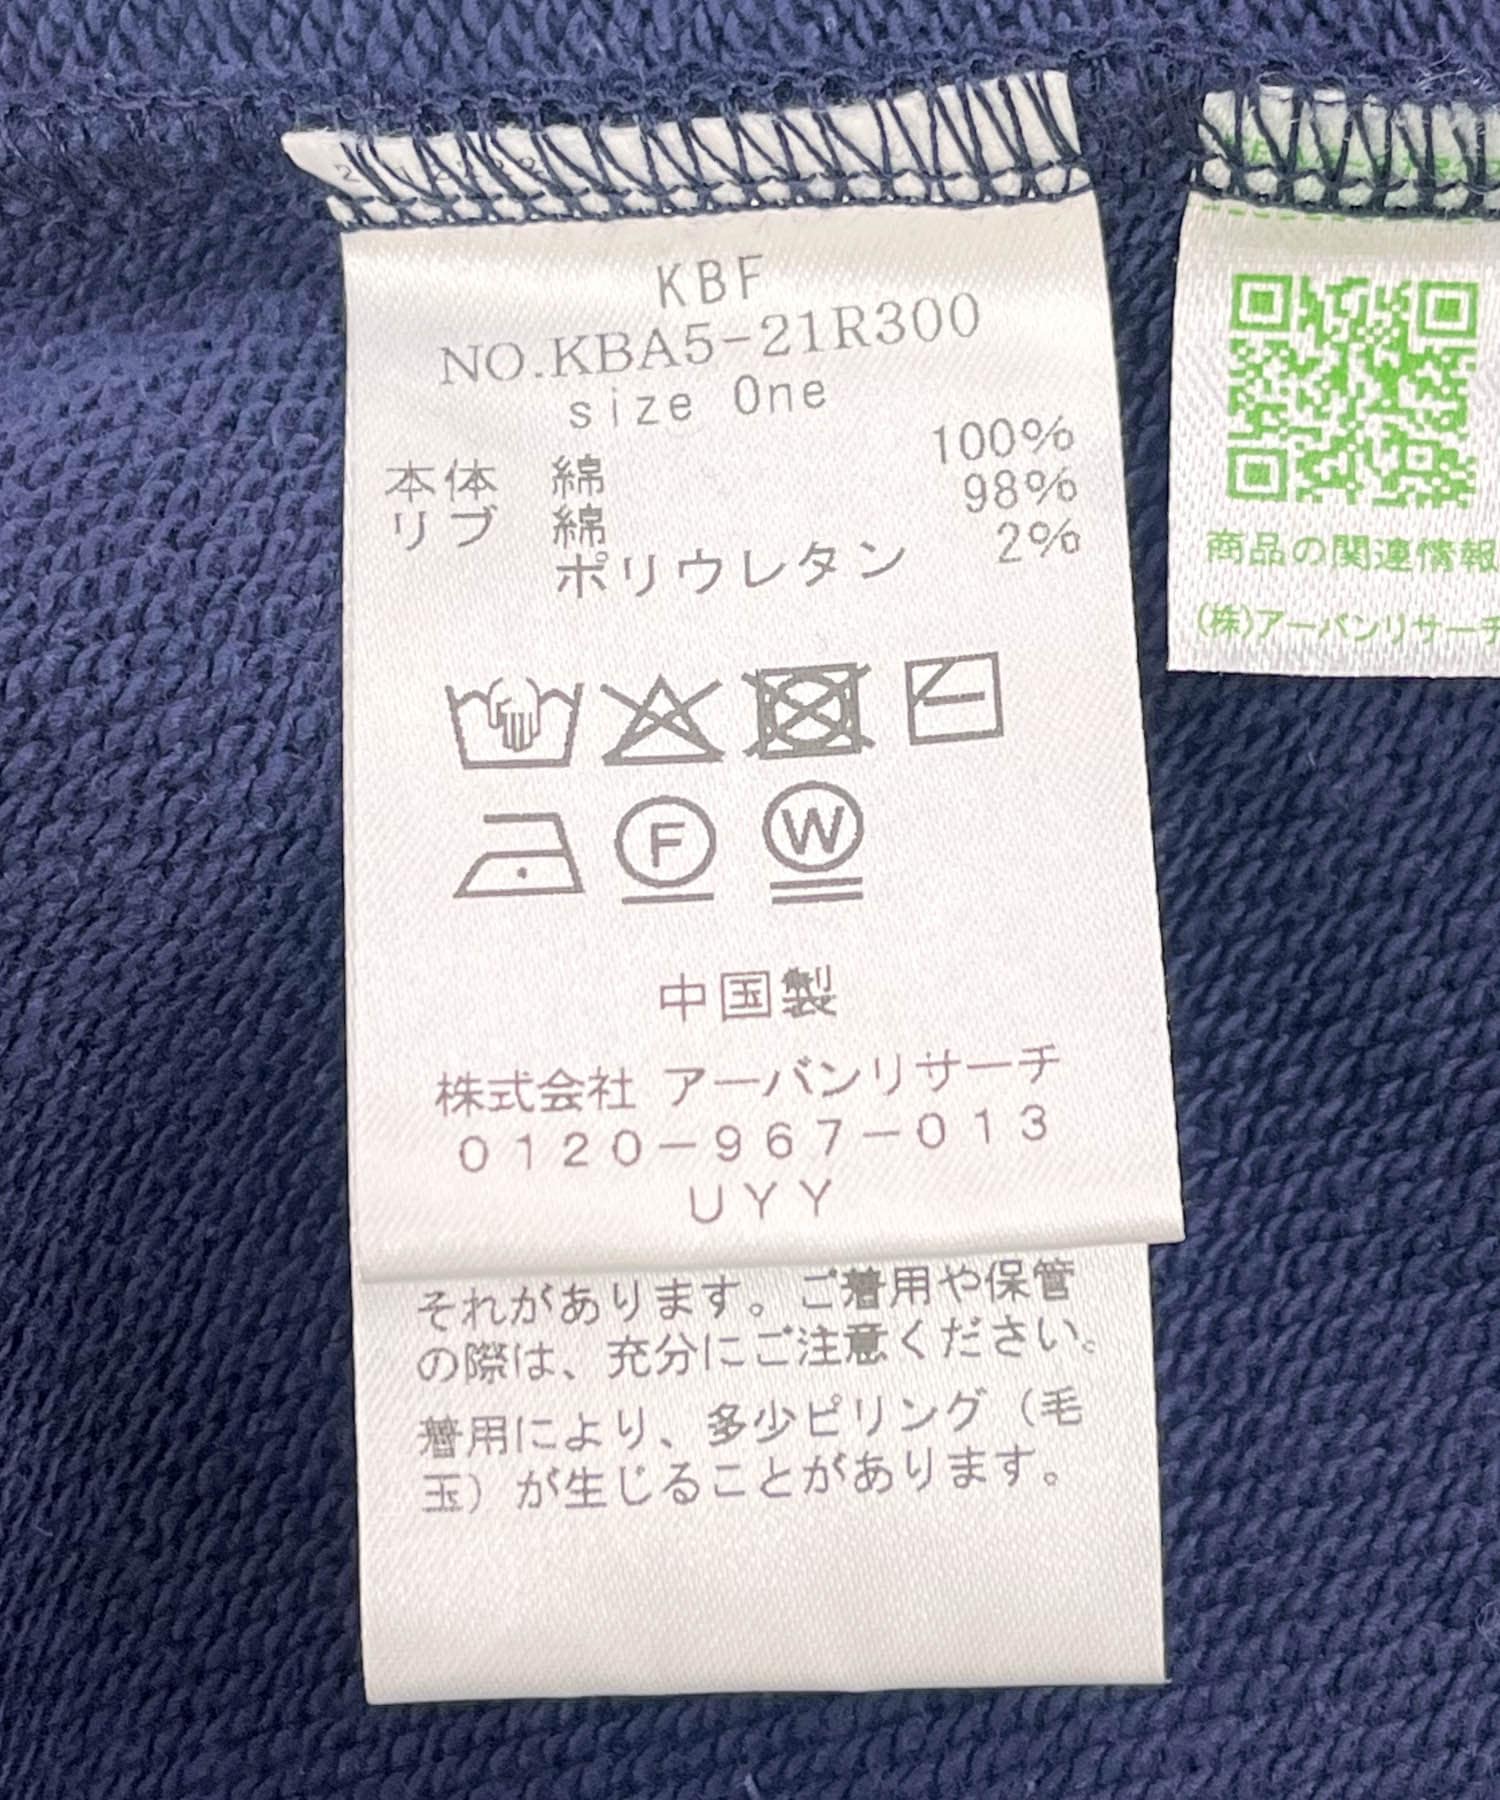 KBF
NO.KBA5-21R300
size One
本体 綿 100%
リブ 綿 98%
ポリウレタン 2%
F W
中国製
株式会社 アーバンリサーチ
0120-967-013
UYY
それがあります。ご着用や保管
の際は、充分にご注意ください。
着用により、多少ピリング（毛
玉）が生じることがあります。
商品の関連情報
(株)アーバンリサーチ